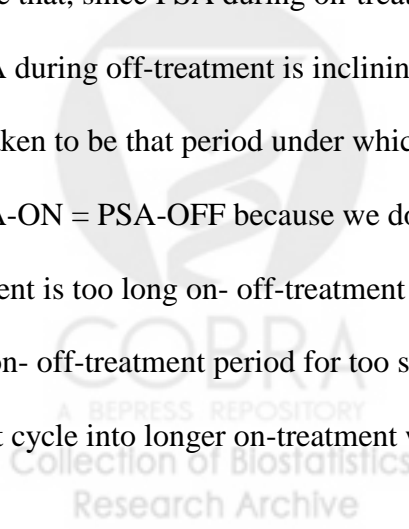 e that, since PSA during on-treat
A during off-treatment is inclinin
aken to be that period under whic
A-ON = PSA-OFF because we do
ent is too long on- off-treatment
on- off-treatment period for too s
COBRA
A BEPRESS REPOSITORY
t cycle into longer on-treatment
Collection of Biostatistics
Research Archive